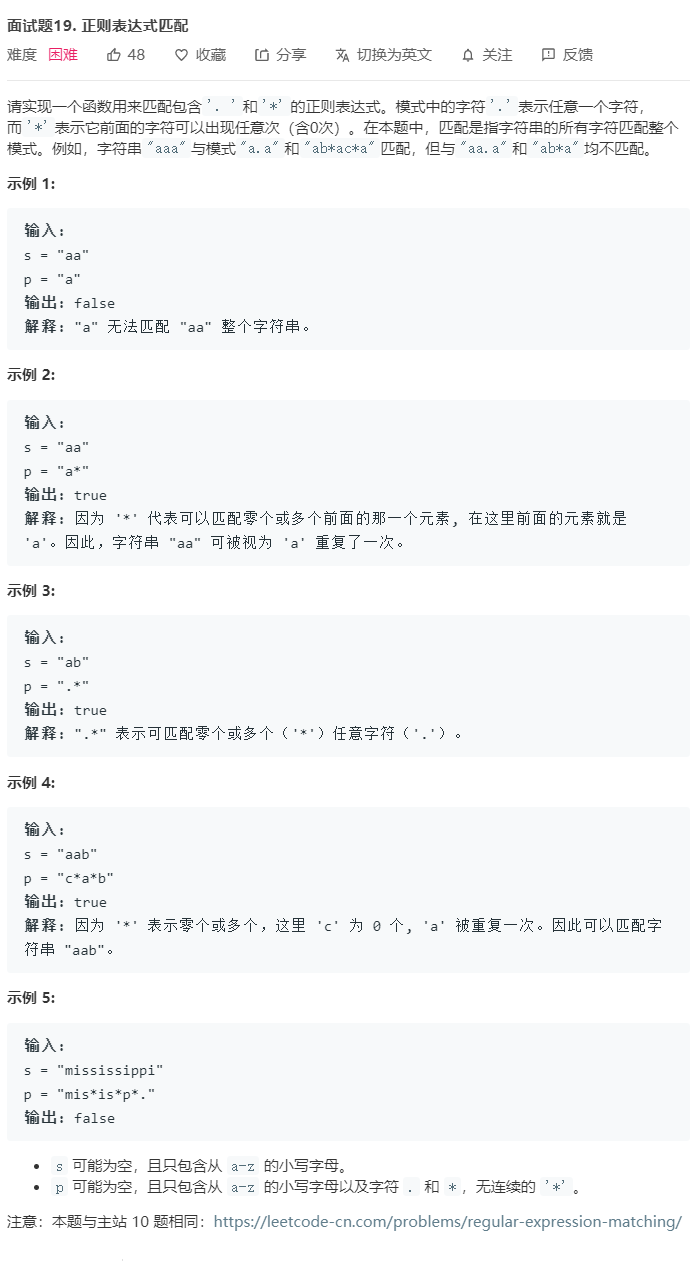 面试题19. 正则表达式匹配
难度 困难 48 收藏 分享 切换为英文 关注 反馈
请实现一个函数用来匹配包含 '. ' 和 '*' 的正则表达式。模式中的字符 '.' 表示任意一个字符，
而 '*' 表示它前面的字符可以出现任意次（含0次）。在本题中，匹配是指字符串的所有字符匹配整个
模式。例如，字符串 "aaa" 与模式 "a.a" 和 "ab*ac*a" 匹配，但与 "aa.a" 和 "ab*a" 均不匹配。
示例 1:
输入:
s = "aa"
p = "a"
输出: false
解释: "a" 无法匹配 "aa" 整个字符串。
示例 2:
输入:
s = "aa"
p = "a*"
输出: true
解释: 因为 '*' 代表可以匹配零个或多个前面的那一个元素, 在这里前面的元素就是
'a'。因此，字符串 "aa" 可被视为 'a' 重复了一次。
示例 3:
输入:
s = "ab"
p = ".*"
输出: true
解释: ".*" 表示可匹配零个或多个（'*'）任意字符（'.'）。
示例 4:
输入:
s = "aab"
p = "c*a*b"
输出: true
解释: 因为 '*' 表示零个或多个，这里 'c' 为 0 个, 'a' 被重复一次。因此可以匹配字
符串 "aab"。
示例 5:
输入:
s = "mississippi"
p = "mis*is*p*."
输出: false
• s 可能为空，且只包含从 a-z 的小写字母。
• p 可能为空，且只包含从 a-z 的小写字母以及字符 . 和 *，无连续的 '*'。
注意：本题与主站 10 题相同：https://leetcode-cn.com/problems/regular-expression-matching/